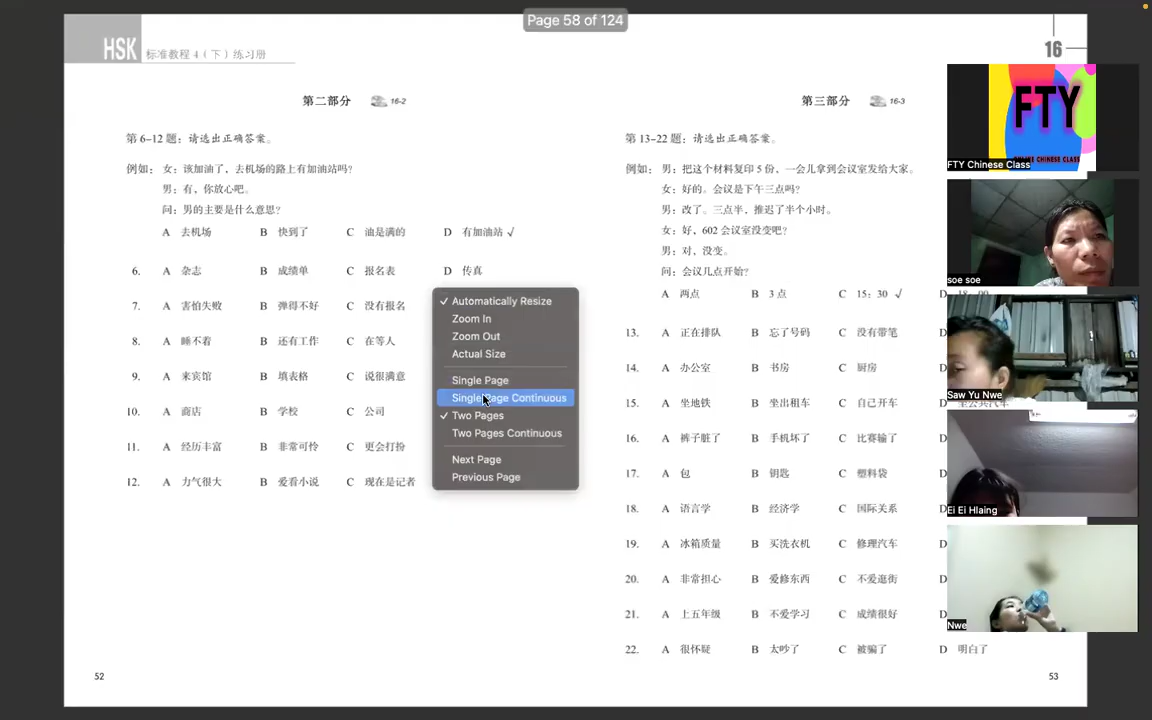 Page 58 of 124
HSK 标准教程 4（下）练习册
16
第二部分 16-2
第 6–12 题：请选出正确答案。
例如：女：该加油了，去机场的路上有加油站吗？
男：有，你放心吧。
问：男的主要是什么意思？
A 去机场 B 快到了 C 油是满的 D 有加油站 √
6. A 杂志 B 成绩单 C 报名表 D 传真
7. A 害怕失败 B 弹得不好 C 没有报名
8. A 睡不着 B 还有工作 C 在等人
9. A 来宾馆 B 填表格 C 说很满意
10. A 商店 B 学校 C 公司
11. A 经历丰富 B 非常可怜 C 更会打扮
12. A 力气很大 B 爱看小说 C 现在是记者
52
✓ Automatically Resize
Zoom In
Zoom Out
Actual Size
Single Page
Single Page Continuous
✓ Two Pages
Two Pages Continuous
Next Page
Previous Page
第三部分 16-3
第 13–22 题：请选出正确答案。
例如：男：把这个材料复印 5 份，一会儿拿到会议室发给大家。
女：好的。会议是下午三点吗？
男：改了。三点半，推迟了半个小时。
女：好，602 会议室没变吧？
男：对，没变。
问：会议几点开始？
A 两点 B 3 点 C 15：30 √ D 18：00
13. A 正在排队 B 忘了号码 C 没有带笔
14. A 办公室 B 书房 C 厨房
15. A 坐地铁 B 坐出租车 C 自己开车 D 坐公共汽车
16. A 裤子脏了 B 手机坏了 C 比赛输了
17. A 包 B 钥匙 C 塑料袋
18. A 语言学 B 经济学 C 国际关系 D
19. A 冰箱质量 B 买洗衣机 C 修理汽车 D
20. A 非常担心 B 爱修东西 C 不爱逛街 D
21. A 上五年级 B 不爱学习 C 成绩很好 D
22. A 很怀疑 B 太吵了 C 被骗了 D 明白了
53
FTY
ONLINE CHINESE CLASS
FTY Chinese Class
soe soe
Saw Yu Nwe
Ei Ei Hlaing
Nwe